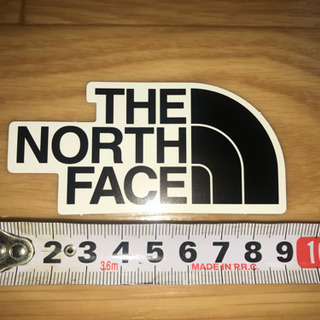 THE
NORTH
FACE
2 3 4 5 6 7 8 9 10
3.6m MADE IN P.R.C.